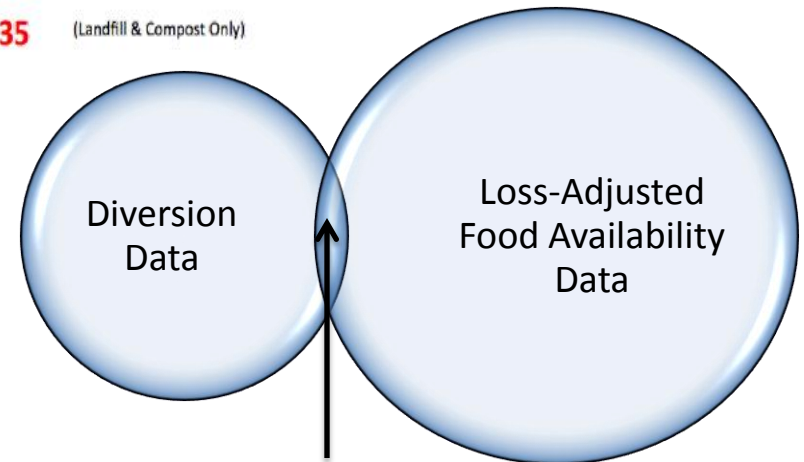 35 (Landfill & Compost Only)
Diversion
Data
Loss-Adjusted
Food Availability
Data